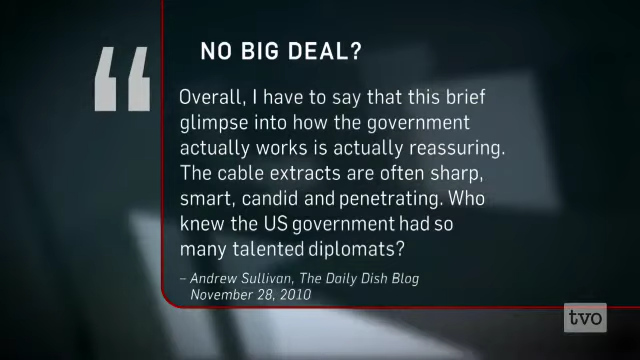 “
NO BIG DEAL?
Overall, I have to say that this brief
glimpse into how the government
actually works is actually reassuring.
The cable extracts are often sharp,
smart, candid and penetrating. Who
knew the US government had so
many talented diplomats?
– Andrew Sullivan, The Daily Dish Blog
November 28, 2010
tvo